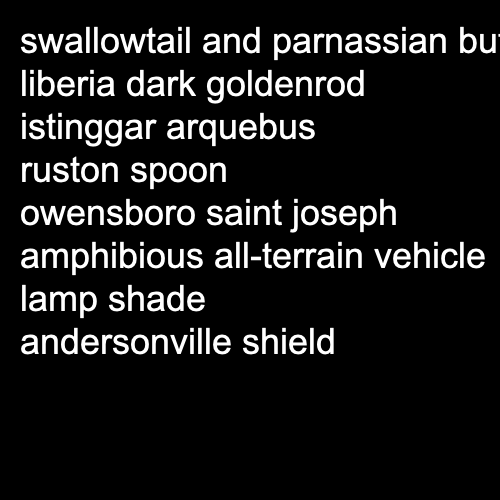 swallowtail and parnassian
liberia dark goldenrod
istinggar arquebus
ruston spoon
owensboro saint joseph
amphibious all-terrain vehicle
lamp shade
andersonville shield